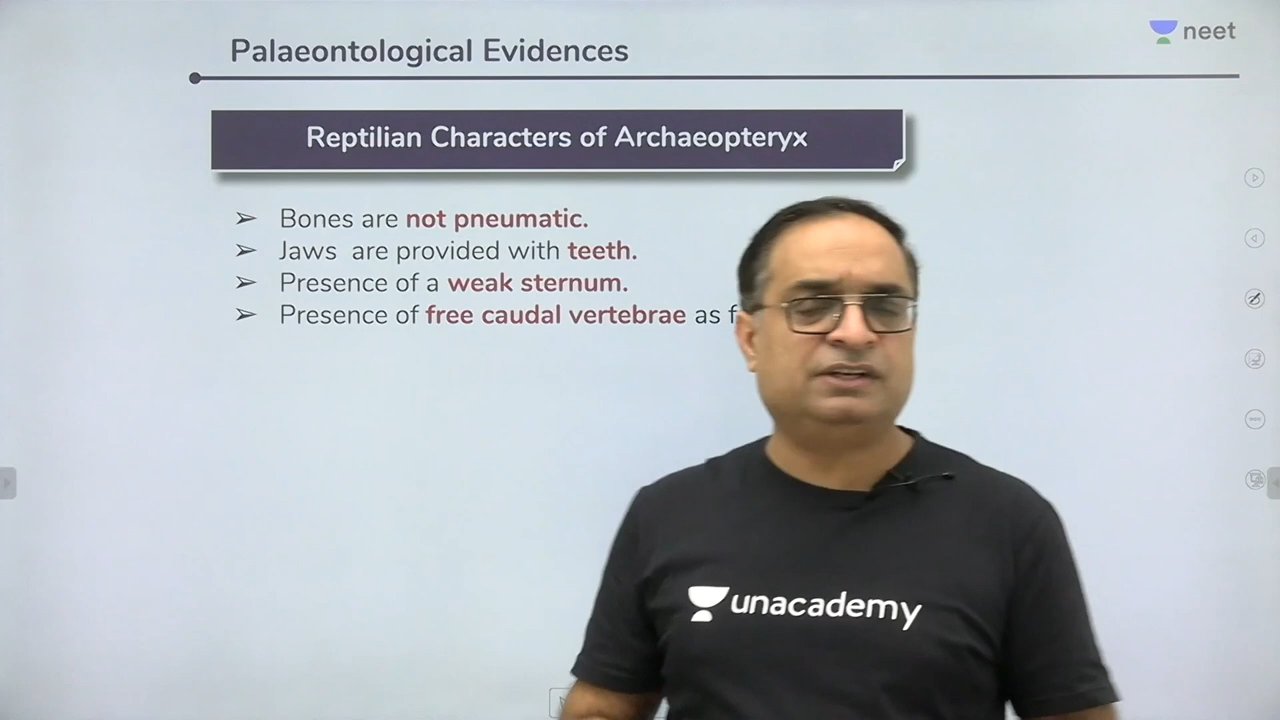 Palaeontological Evidences
neet
Reptilian Characters of Archaeopteryx
➢ Bones are not pneumatic.
➢ Jaws are provided with teeth.
➢ Presence of a weak sternum.
➢ Presence of free caudal vertebrae as
unacademy